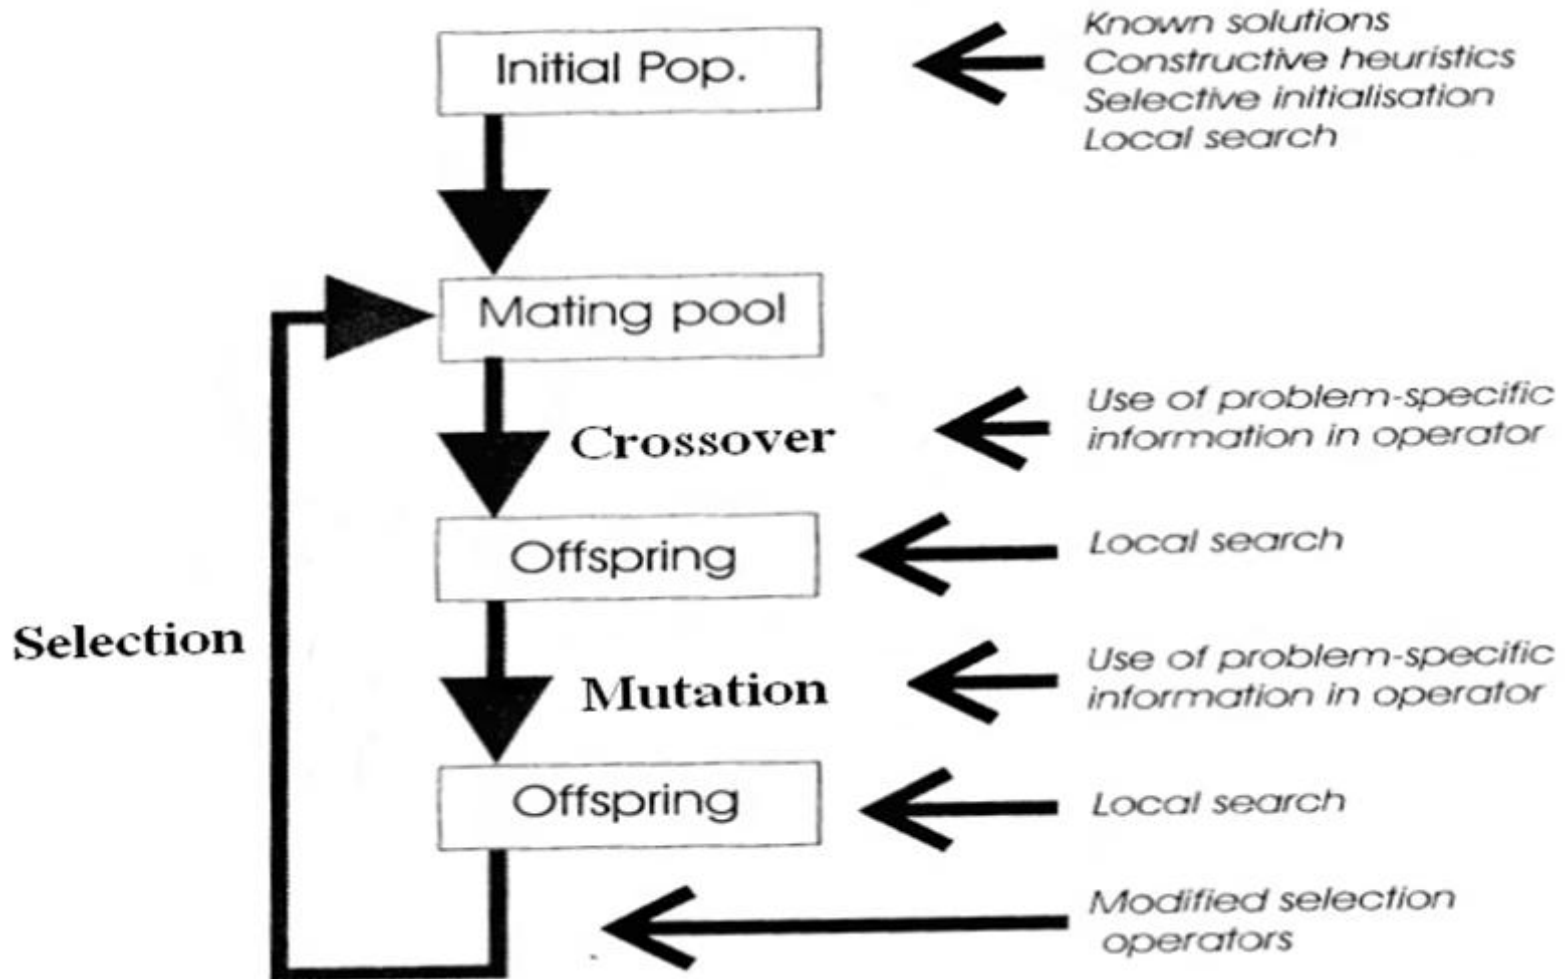 Initial Pop.
Known solutions
Constructive heuristics
Selective initialisation
Local search
Mating pool
Crossover
Use of problem-specific
information in operator
Offspring
Local search
Selection
Mutation
Use of problem-specific
information in operator
Offspring
Local search
Modified selection
operators